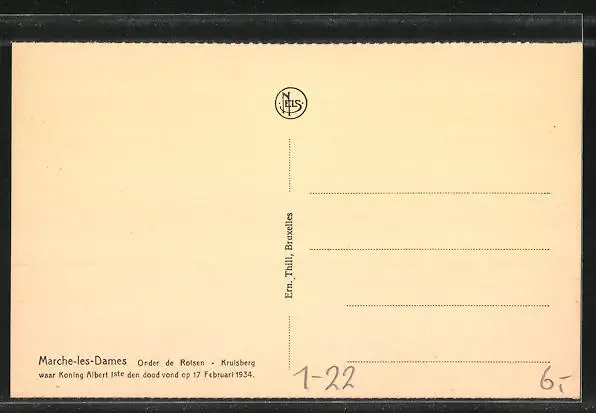 NELS
Ern. Thill, Bruxelles
Marche-les-Dames Onder de Rotsen - Kruisberg
waar Koning Albert Iste den dood vond op 17 Februari 1934.
1-22
6,-